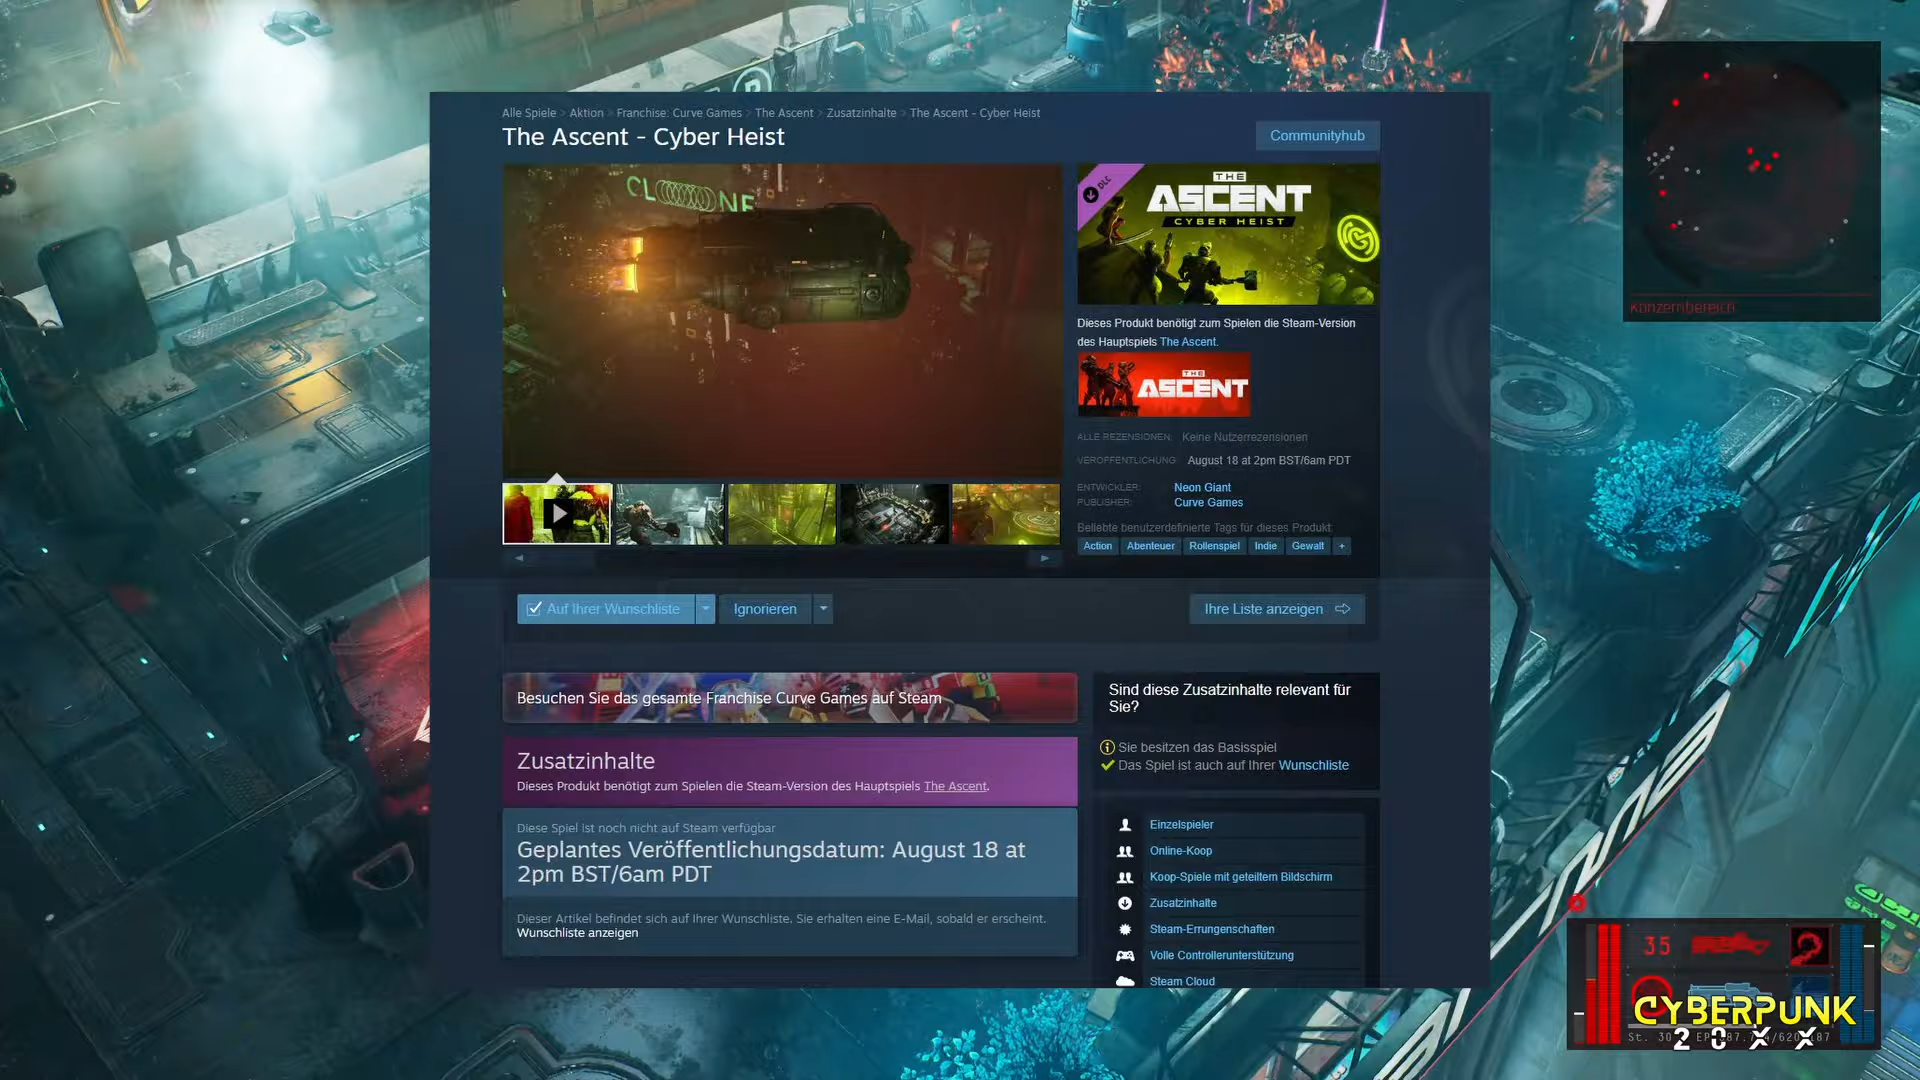 Alle Spiele > Aktion > Franchise: Curve Games > The Ascent > Zusatzinhalte > The Ascent - Cyber Heist
The Ascent - Cyber Heist
Communityhub
DLC
THE
ASCENT
CYBER HEIST
Dieses Produkt benötigt zum Spielen die Steam-Version
des Hauptspiels The Ascent.
THE
ASCENT
ALLE REZENSIONEN: Keine Nutzerrezensionen
VERÖFFENTLICHUNG: August 18 at 2pm BST/6am PDT
ENTWICKLER: Neon Giant
PUBLISHER: Curve Games
Beliebte benutzerdefinierte Tags für dieses Produkt:
Action Abenteuer Rollenspiel Indie Gewalt +
Auf Ihrer Wunschliste
Ignorieren
Ihre Liste anzeigen
Besuchen Sie das gesamte Franchise Curve Games auf Steam
Zusatzinhalte
Dieses Produkt benötigt zum Spielen die Steam-Version des Hauptspiels The Ascent.
Diese Spiel ist noch nicht auf Steam verfügbar
Geplantes Veröffentlichungsdatum: August 18 at
2pm BST/6am PDT
Dieser Artikel befindet sich auf Ihrer Wunschliste. Sie erhalten eine E-Mail, sobald er erscheint.
Wunschliste anzeigen
Sind diese Zusatzinhalte relevant für
Sie?
Sie besitzen das Basisspiel
Das Spiel ist auch auf Ihrer Wunschliste
Einzelspieler
Online-Koop
Koop-Spiele mit geteiltem Bildschirm
Zusatzinhalte
Steam-Errungenschaften
Volle Controllerunterstützung
Steam Cloud
Konzernbereich
35
CYBERPUNK
20XX